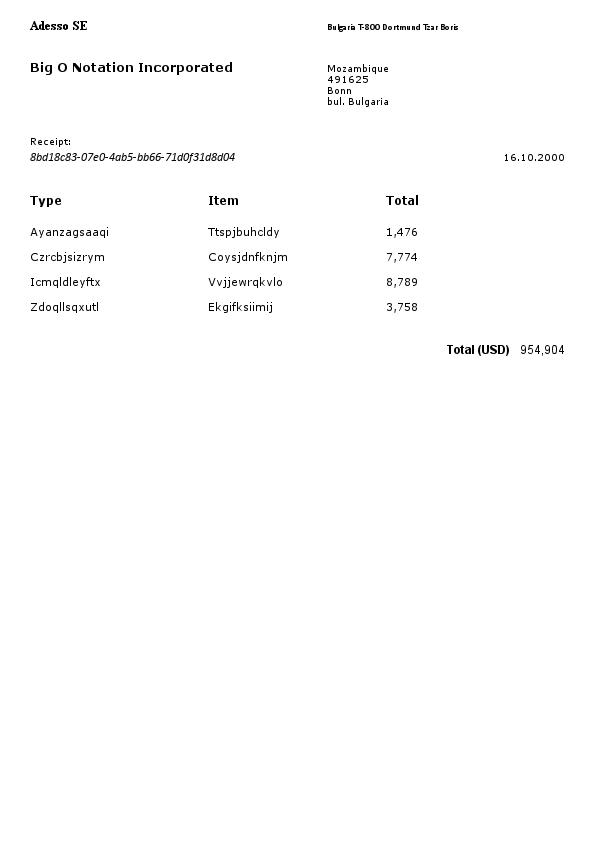 Adesso SE
Bulgaria T-800 Dortmund Tzar Boris
Big O Notation Incorporated
Mozambique
491625
Bonn
bul. Bulgaria
Receipt:
8bd18c83-07e0-4ab5-bb66-71d0f31d8d04
16.10.2000
Type Item Total
Ayanzagsaaqi Ttspjbuhcldy 1,476
Czrcbjsizrym Coysjdnfknjm 7,774
Icmqldleyftx Vvjjewrqkvlo 8,789
Zdoqllsqxutl Ekgifksiimij 3,758
Total (USD) 954,904